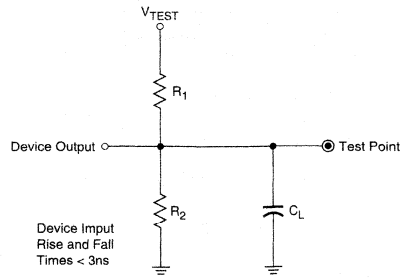 VTEST
R1
Device Output
Test Point
R2
CL
Device Imput
Rise and Fall
Times < 3ns